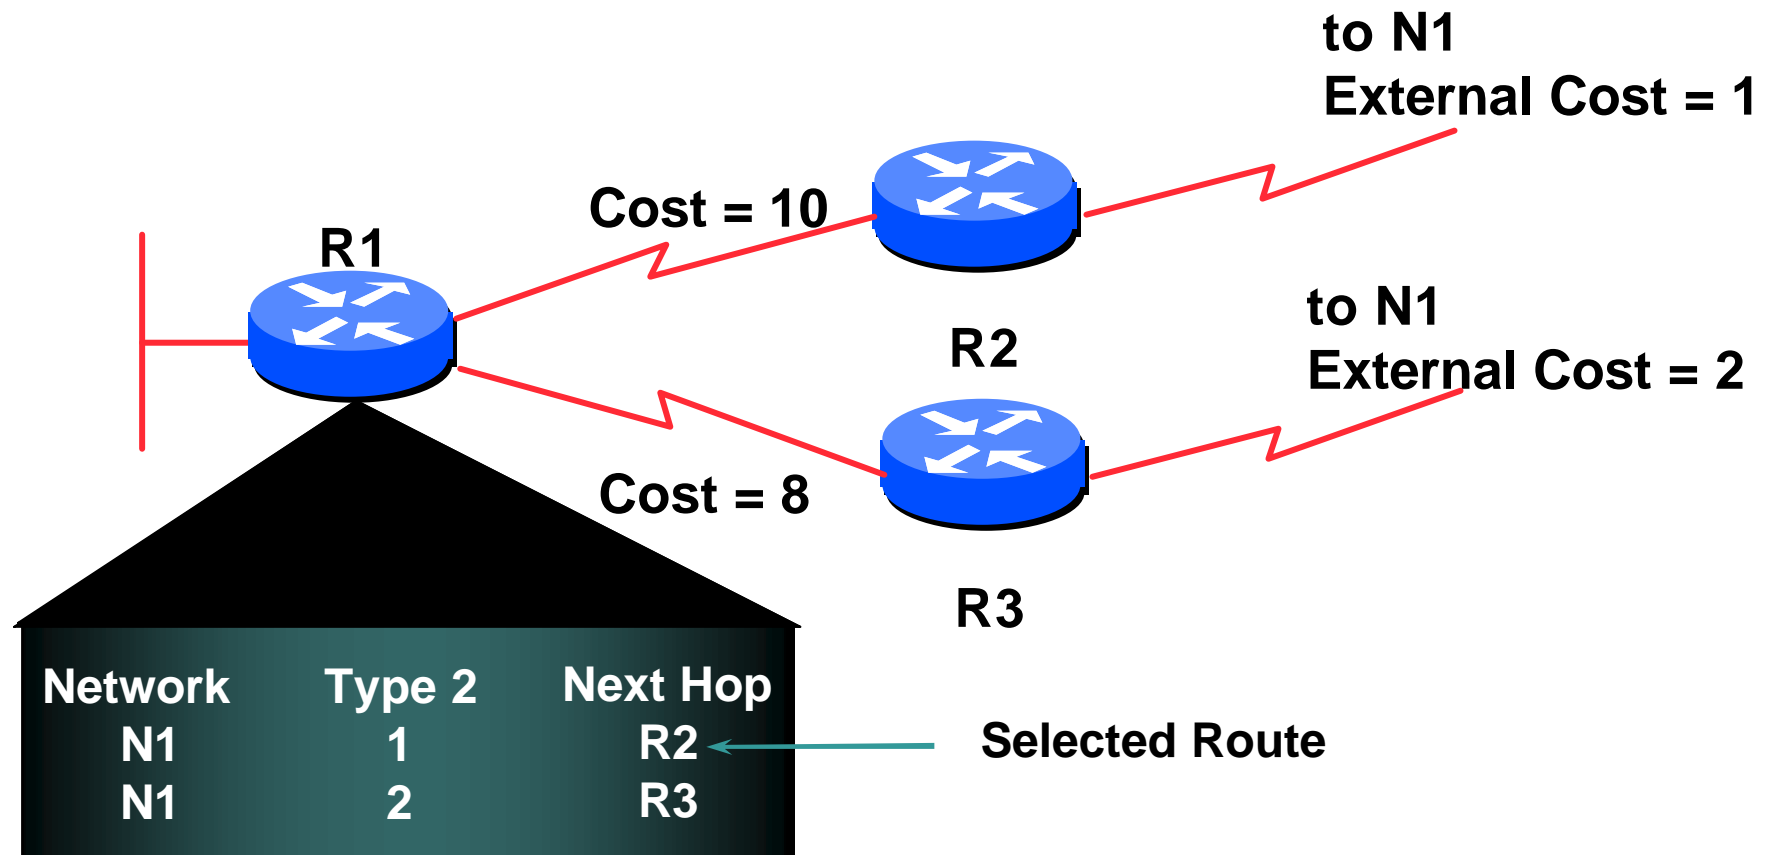 to N1
External Cost = 1
Cost = 10
R1
to N1
External Cost = 2
R2
Cost = 8
R3
Network Type 2 Next Hop
N1 1 R2
Selected Route
N1 2 R3